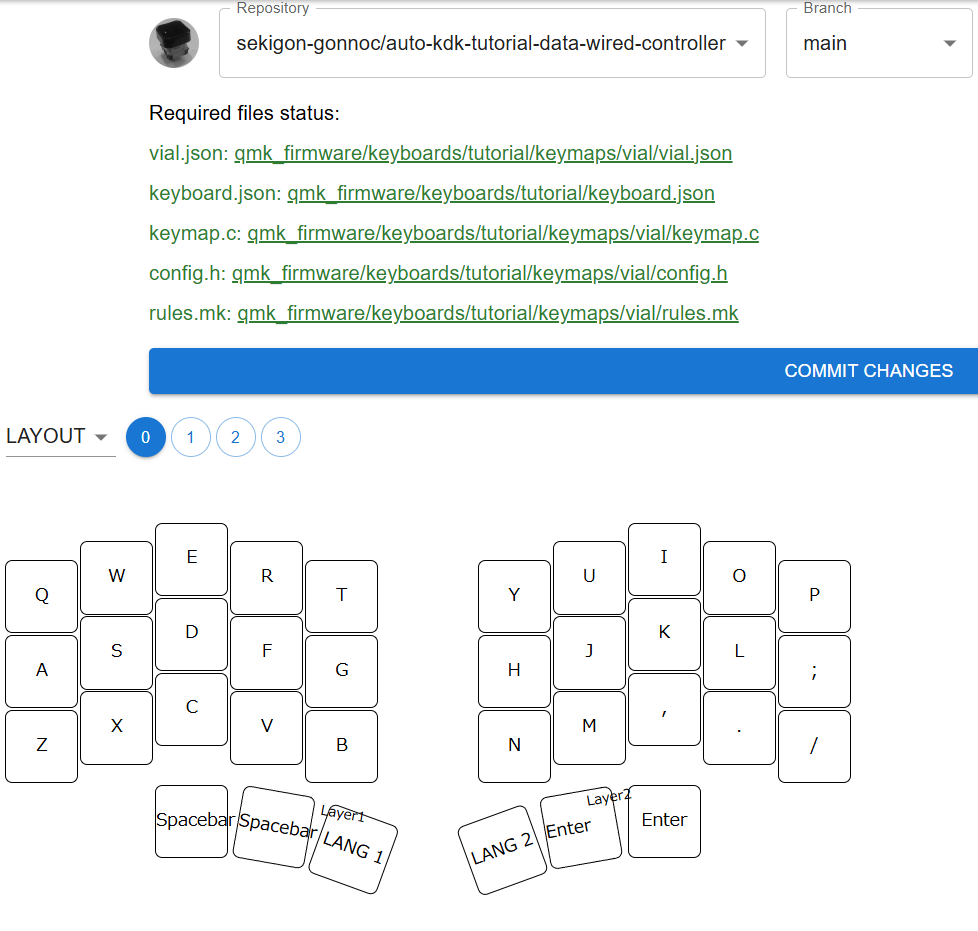 Repository
Branch
sekigon-gonnoc/auto-kdk-tutorial-data-wired-controller
main
Required files status:
vial.json: qmk_firmware/keyboards/tutorial/keymaps/vial/vial.json
keyboard.json: qmk_firmware/keyboards/tutorial/keyboard.json
keymap.c: qmk_firmware/keyboards/tutorial/keymaps/vial/keymap.c
config.h: qmk_firmware/keyboards/tutorial/keymaps/vial/config.h
rules.mk: qmk_firmware/keyboards/tutorial/keymaps/vial/rules.mk
COMMIT CHANGES
LAYOUT 0 1 2 3
Q W E R T Y U I O P
A S D F G H J K L ;
Z X C V B N M , . /
Spacebar Spacebar Layer1 LANG 1 LANG 2 Layer2 Enter Enter